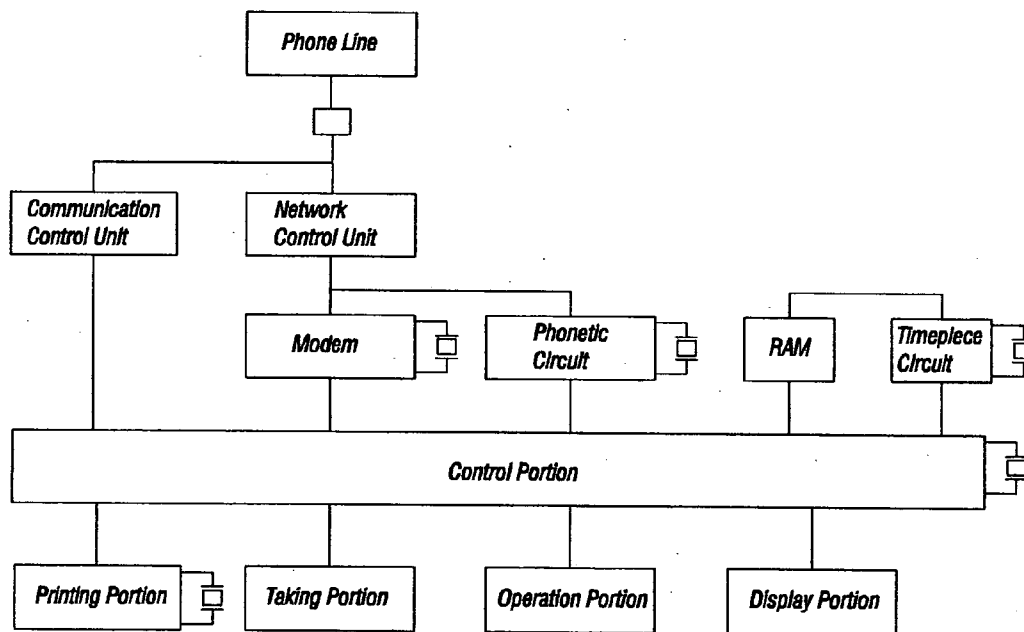 Phone Line
Communication
Control Unit
Network
Control Unit
Modem
Phonetic
Circuit
RAM
Timepiece
Circuit
Control Portion
Printing Portion
Taking Portion
Operation Portion
Display Portion